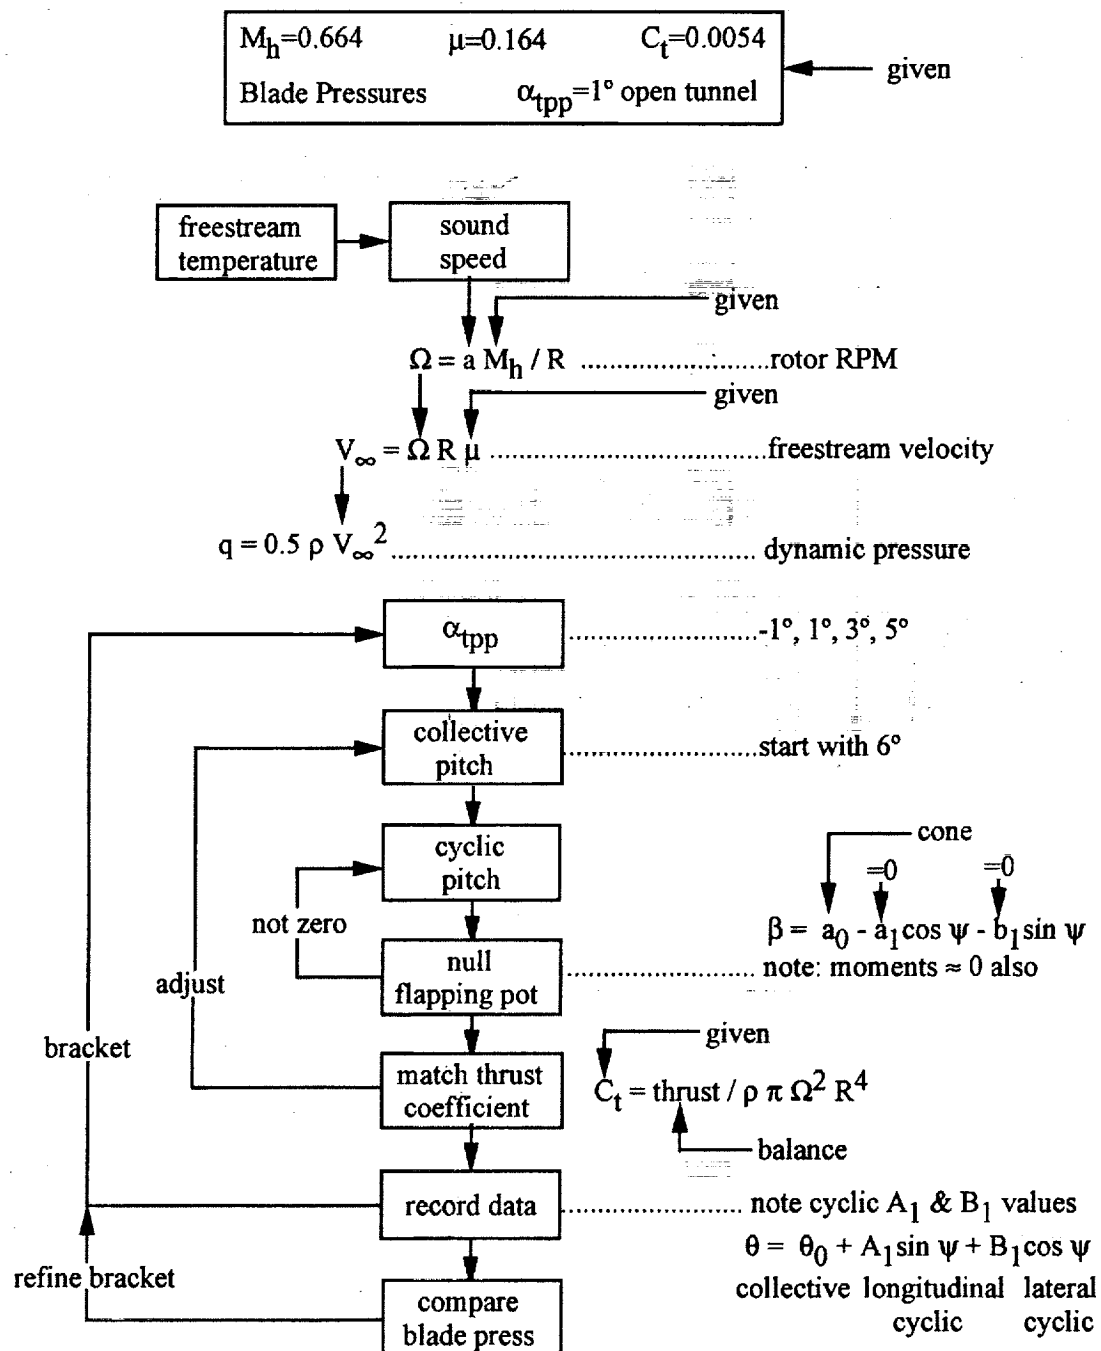 M_h=0.664 μ=0.164 C_t=0.0054
Blade Pressures α_tpp=1° open tunnel
given
freestream
temperature
sound
speed
given
Ω = a M_h / R ........................rotor RPM
given
V_∞ = Ω R μ ....................................freestream velocity
q = 0.5 ρ V_∞^2 ............................................... dynamic pressure
α_tpp
.........................-1°, 1°, 3°, 5°
collective
pitch
.........................start with 6°
cyclic
pitch
not zero
cone
=0 =0
β = a_0 - a_1cos ψ - b_1sin ψ
null
flapping pot
........................ note: moments ≈ 0 also
adjust
bracket
given
match thrust
coefficient
C_t = thrust / ρ π Ω^2 R^4
balance
record data
....................... note cyclic A_1 & B_1 values
θ = θ_0 + A_1sin ψ + B_1cos ψ
refine bracket
collective longitudinal lateral
cyclic cyclic
compare
blade press